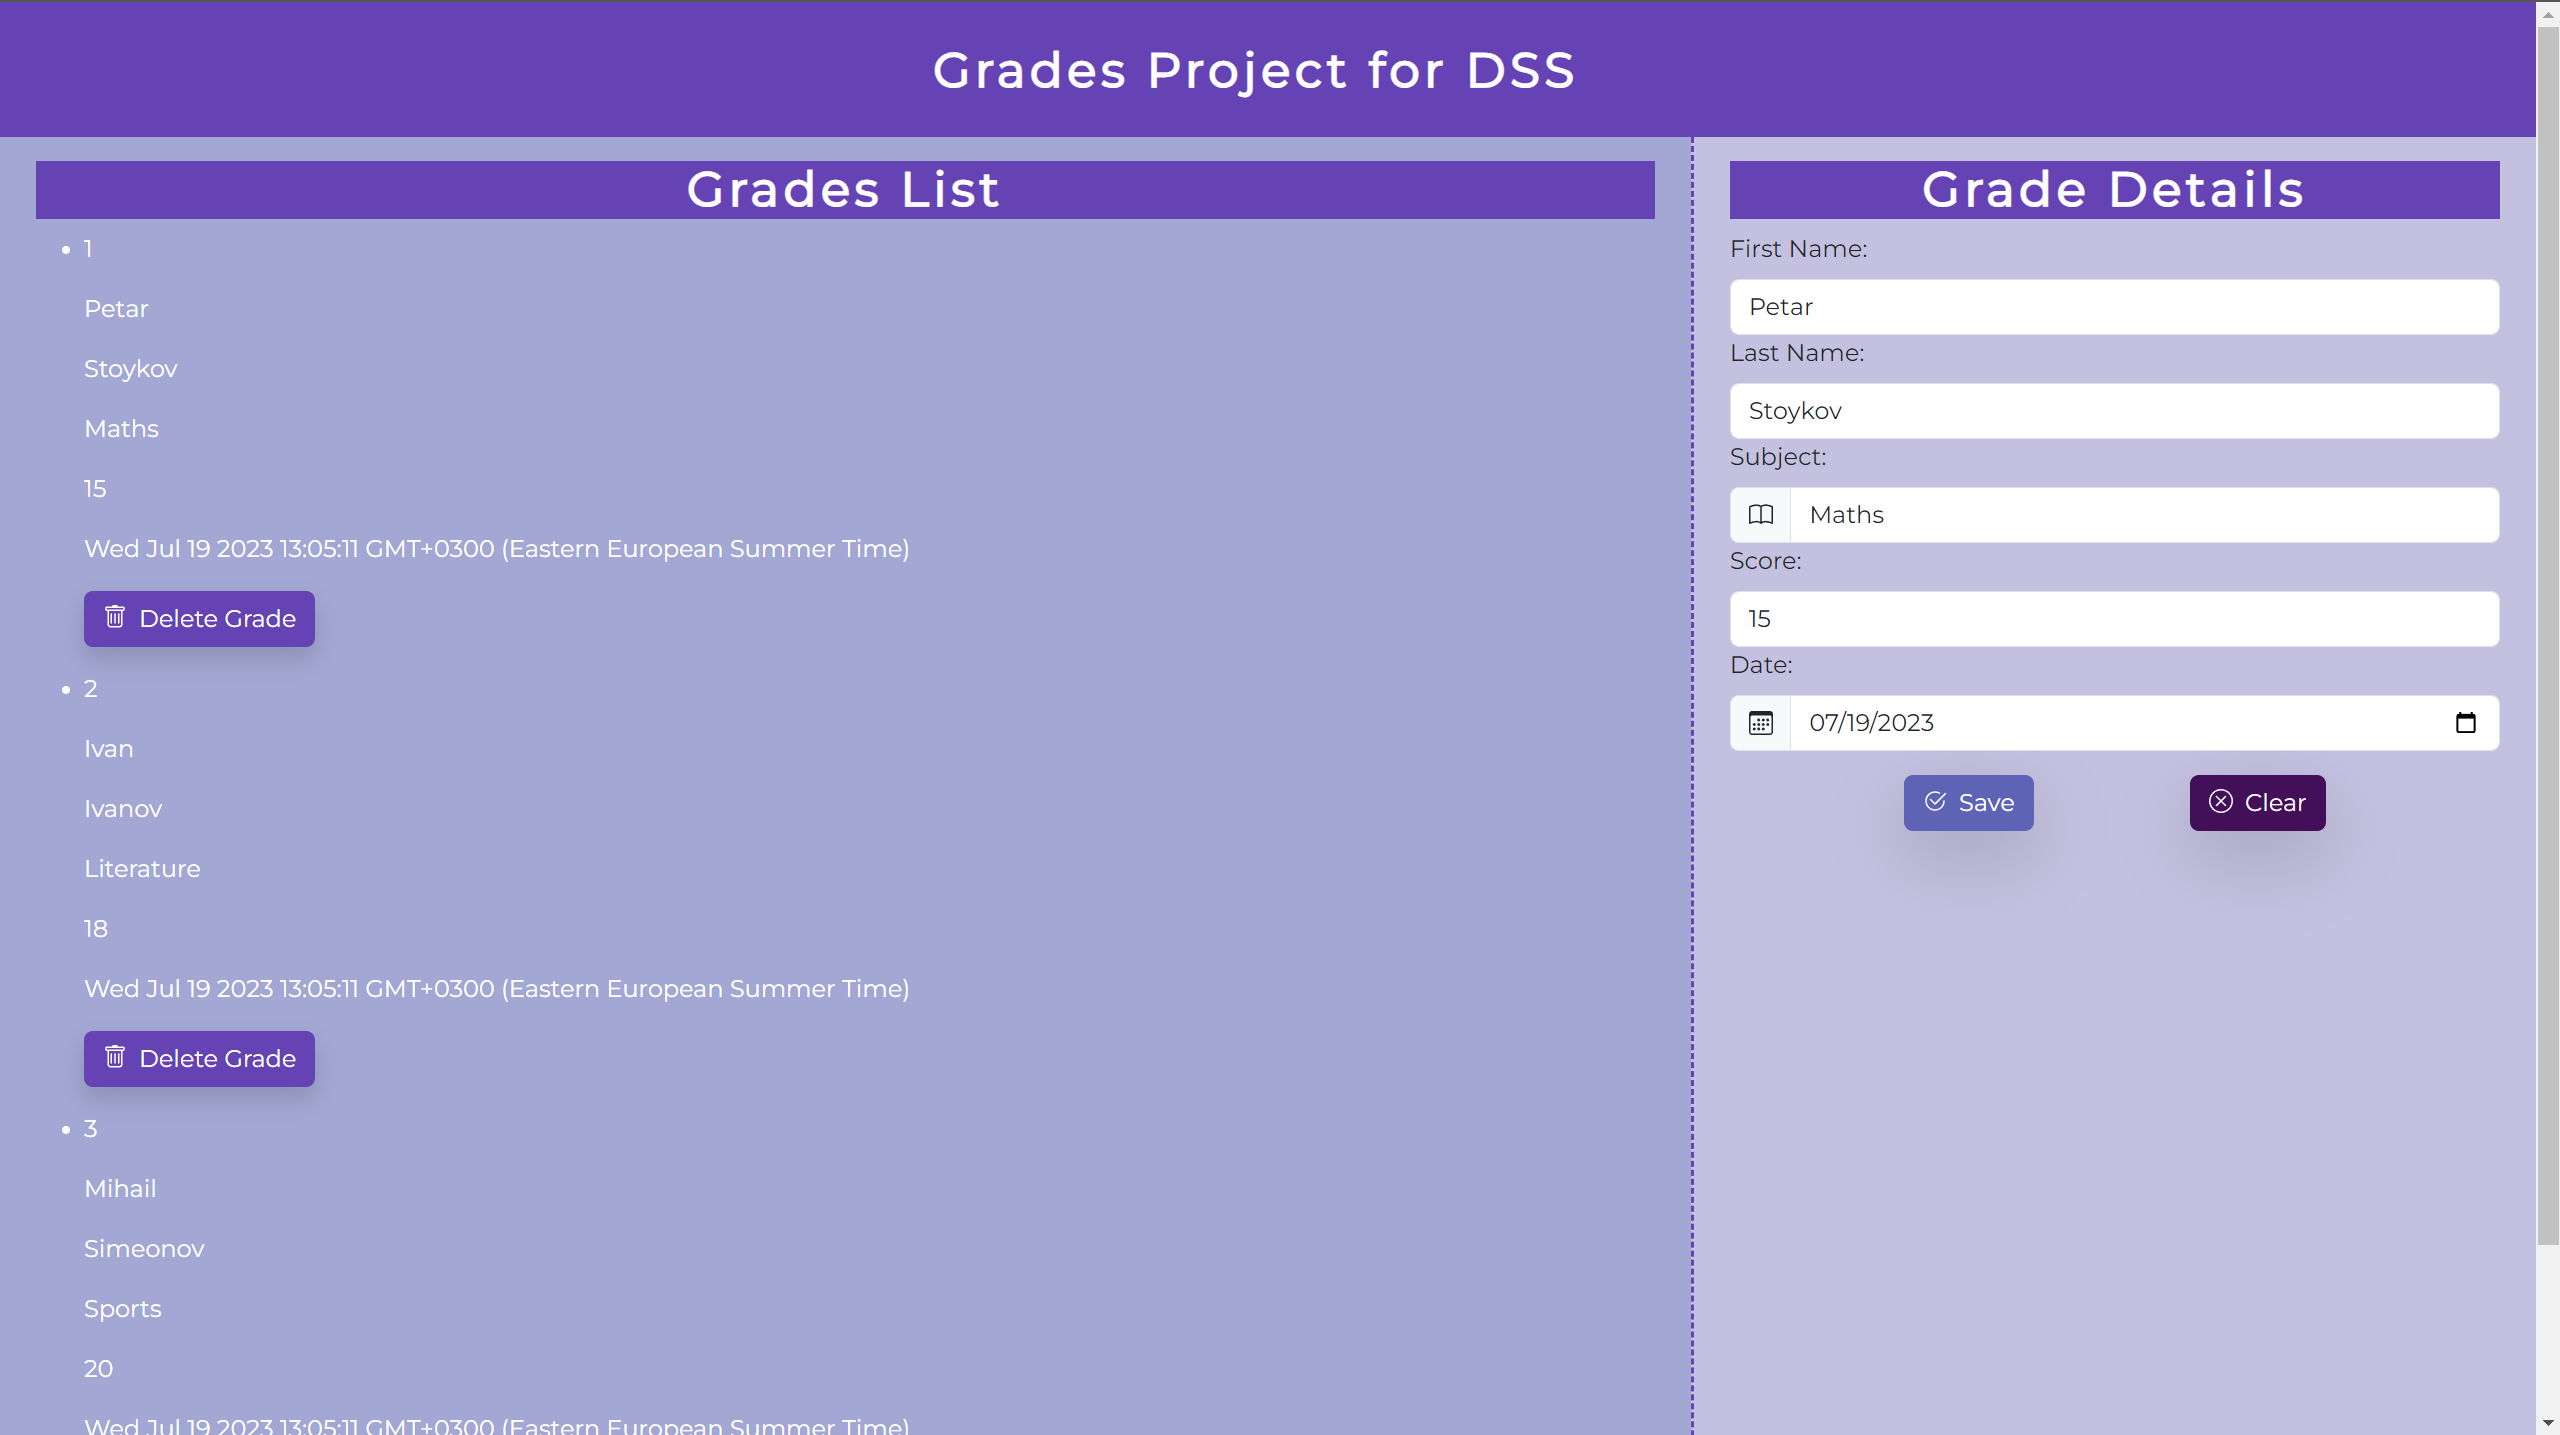 Grades Project for DSS
Grades List
1
Petar
Stoykov
Maths
15
Wed Jul 19 2023 13:05:11 GMT+0300 (Eastern European Summer Time)
Delete Grade
2
Ivan
Ivanov
Literature
18
Wed Jul 19 2023 13:05:11 GMT+0300 (Eastern European Summer Time)
Delete Grade
3
Mihail
Simeonov
Sports
20
Wed Jul 19 2023 13:05:11 GMT+0300 (Eastern European Summer Time)
Grade Details
First Name:
Petar
Last Name:
Stoykov
Subject:
Maths
Score:
15
Date:
07/19/2023
Save
Clear